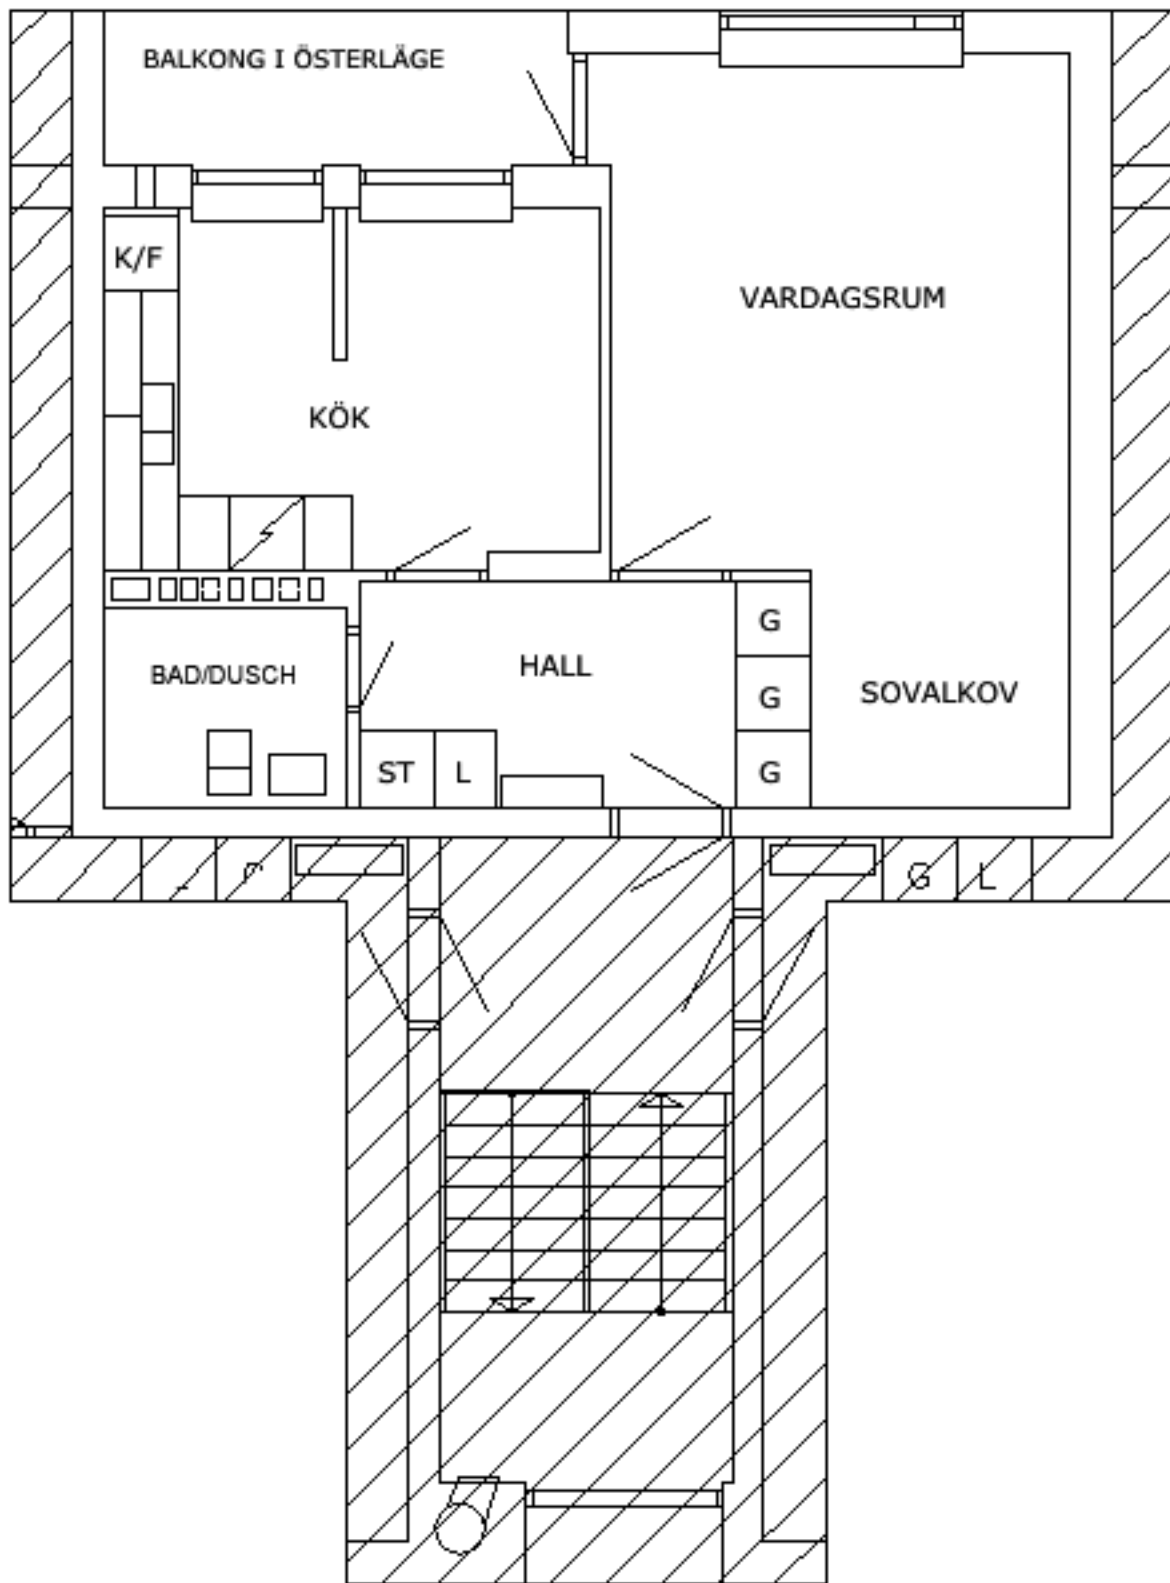 BALKONG I ÖSTERLÄGE
K/F
VARDAGSRUM
KÖK
G
HALL
BAD/DUSCH
G
SOVALKOV
ST
L
G
G
L